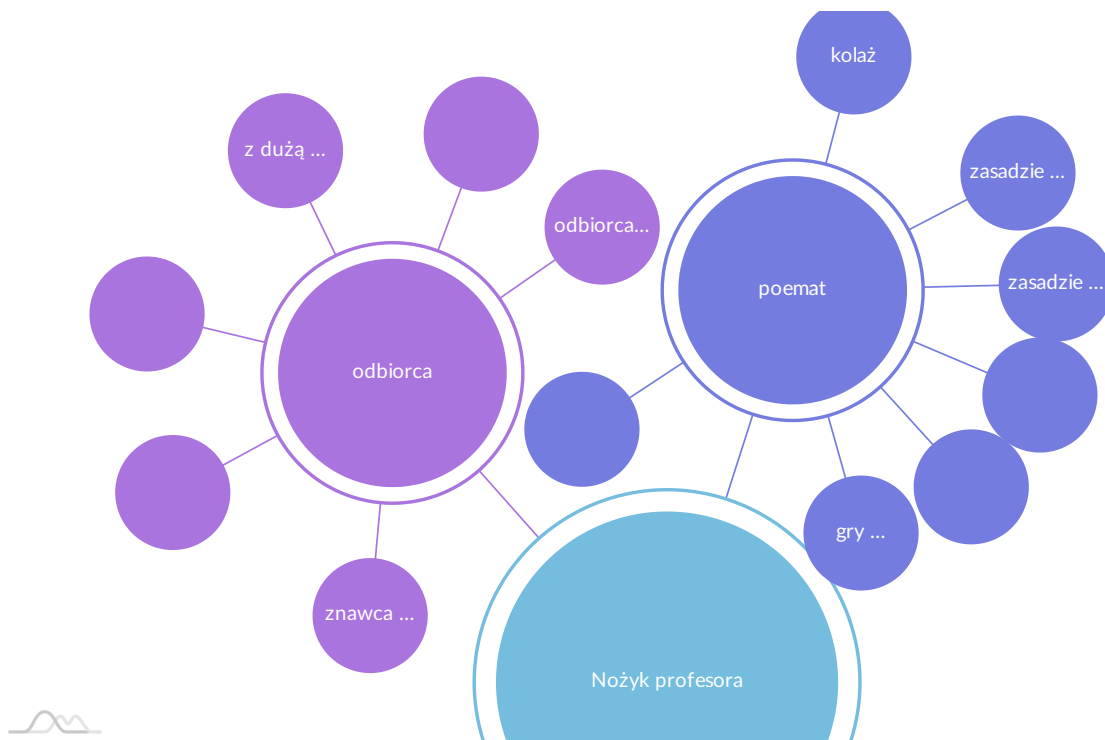 kolaż
z dużą ...
zasadzie ...
odbiorca...
zasadzie ...
poemat
odbiorca
gry ...
znawca ...
Nożyk profesora